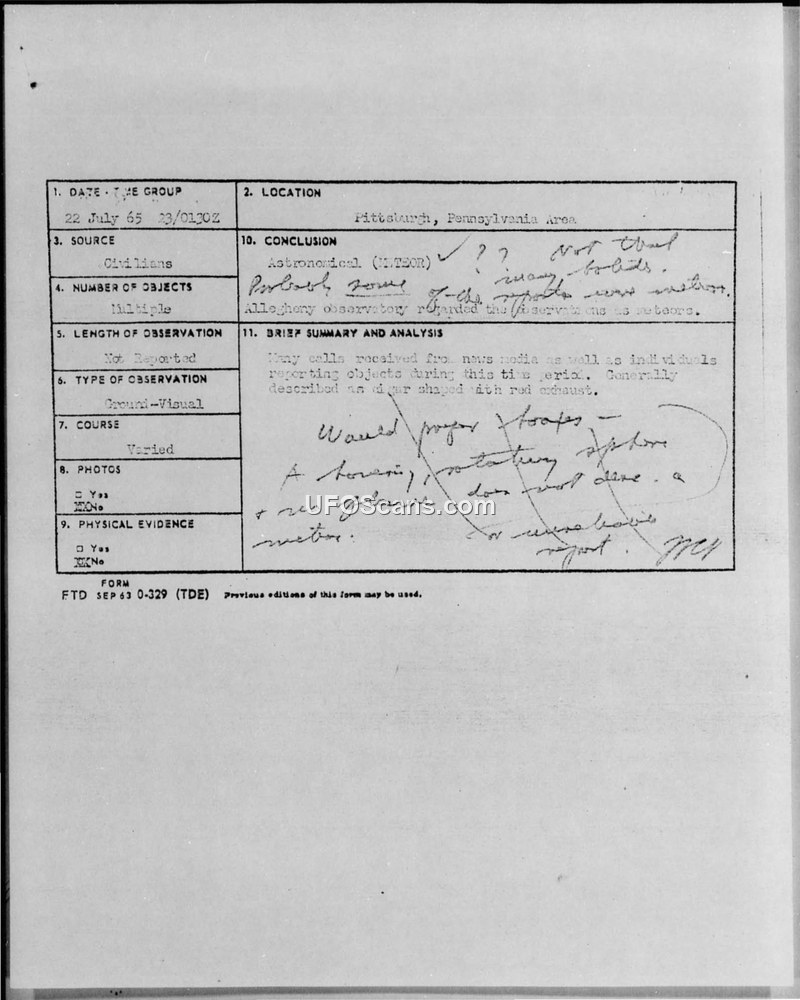 1. DATE - TIME GROUP
22 July 65 23/0130Z
2. LOCATION
Pittsburgh, Pennsylvania Area
3. SOURCE
Civilians
10. CONCLUSION
Astronomical (METEOR) ✓ ? ? Not that
many bolides.
Probably some of the reports were meteors.
Allegheny observatory regarded the observations as meteors.
4. NUMBER OF OBJECTS
Multiple
5. LENGTH OF OBSERVATION
Not Reported
11. BRIEF SUMMARY AND ANALYSIS
Many calls received from news media as well as individuals
reporting objects during this time period. Generally
described as cigar shaped with red exhaust.
Would prefer hoaxes —
A hovering, rotating sphere
does not describe a
meteor. or unreliable
report.
6. TYPE OF OBSERVATION
Ground-Visual
7. COURSE
Varied
8. PHOTOS
□ Yes
XXNo
9. PHYSICAL EVIDENCE
□ Yes
XXNo
FORM
FTD SEP 63 0-329 (TDE) Previous editions of this form may be used.
UFOScans.com